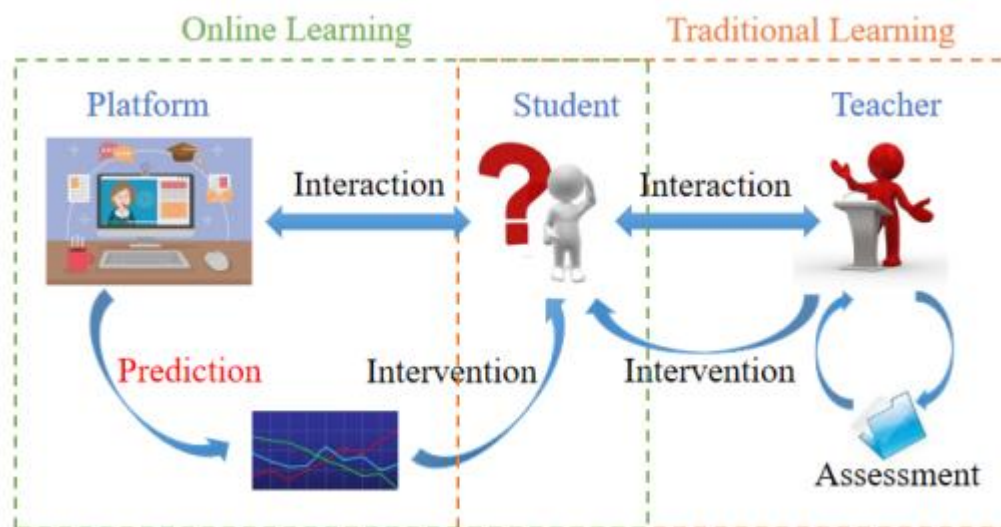 Online Learning
Traditional Learning
Platform
Student
Teacher
Interaction
Interaction
Prediction
Intervention
Intervention
Assessment